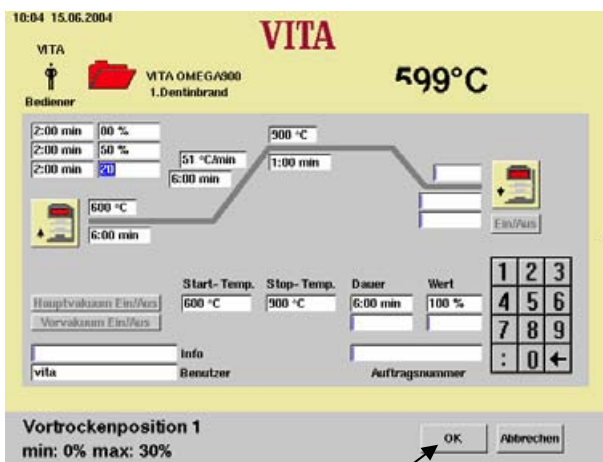 10:04 15.06.2004
VITA
VITA
Bediener
VITA OMEGA900
1.Dentinbrand
599°C
2:00 min 80 %
2:00 min 50 %
2:00 min 20
51 °C/min
6:00 min
900 °C
1:00 min
600 °C
6:00 min
Ein/Aus
Start-Temp. Stop-Temp. Dauer Wert
Hauptvakuum Ein/Aus 600 °C 900 °C 6:00 min 100 %
Vorvakuum Ein/Aus
Info
vita Benutzer Auftragsnummer
1 2 3
4 5 6
7 8 9
: 0 ←
Vortrockenposition 1
min: 0% max: 30%
OK Abbrechen